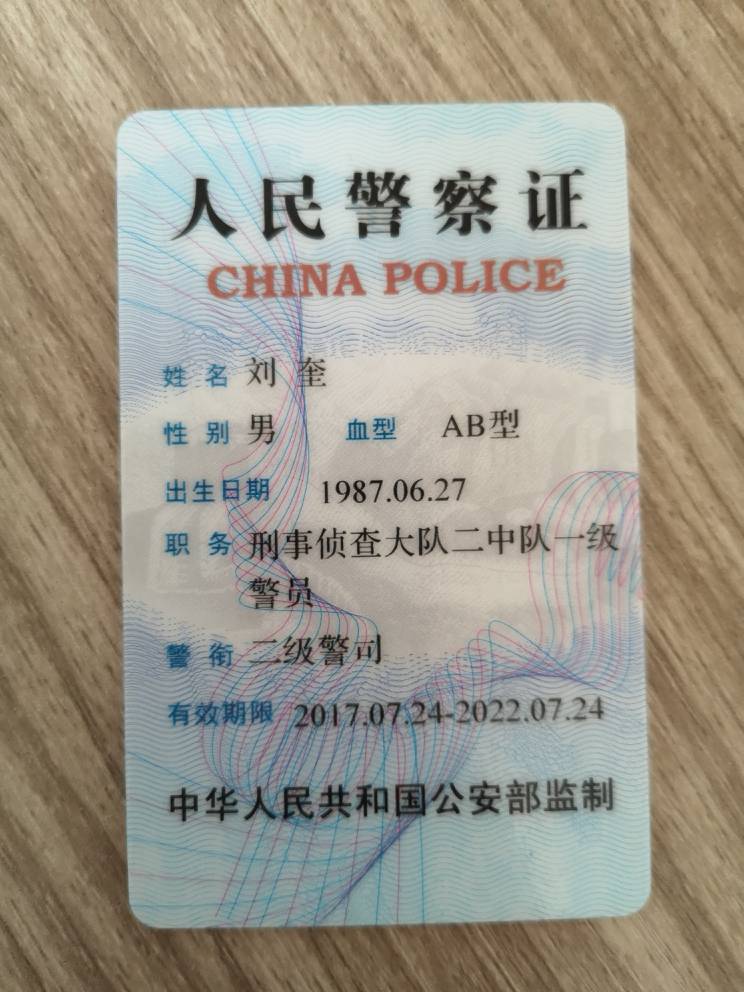 人民警察证
CHINA POLICE
姓 名 刘 奎
性 别 男 血型 AB型
出生日期 1987.06.27
职 务 刑事侦查大队二中队一级
警员
警 衔 二级警司
有效期限 2017.07.24-2022.07.24
中华人民共和国公安部监制